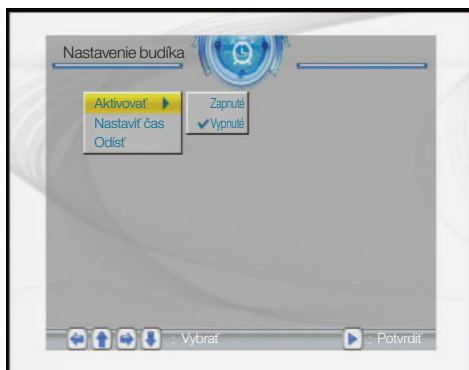 Nastavenie budíka
Aktivovať
Zapnuté
Nastaviť čas
Vypnuté
Odísť
: Vybrať
: Potvrdiť